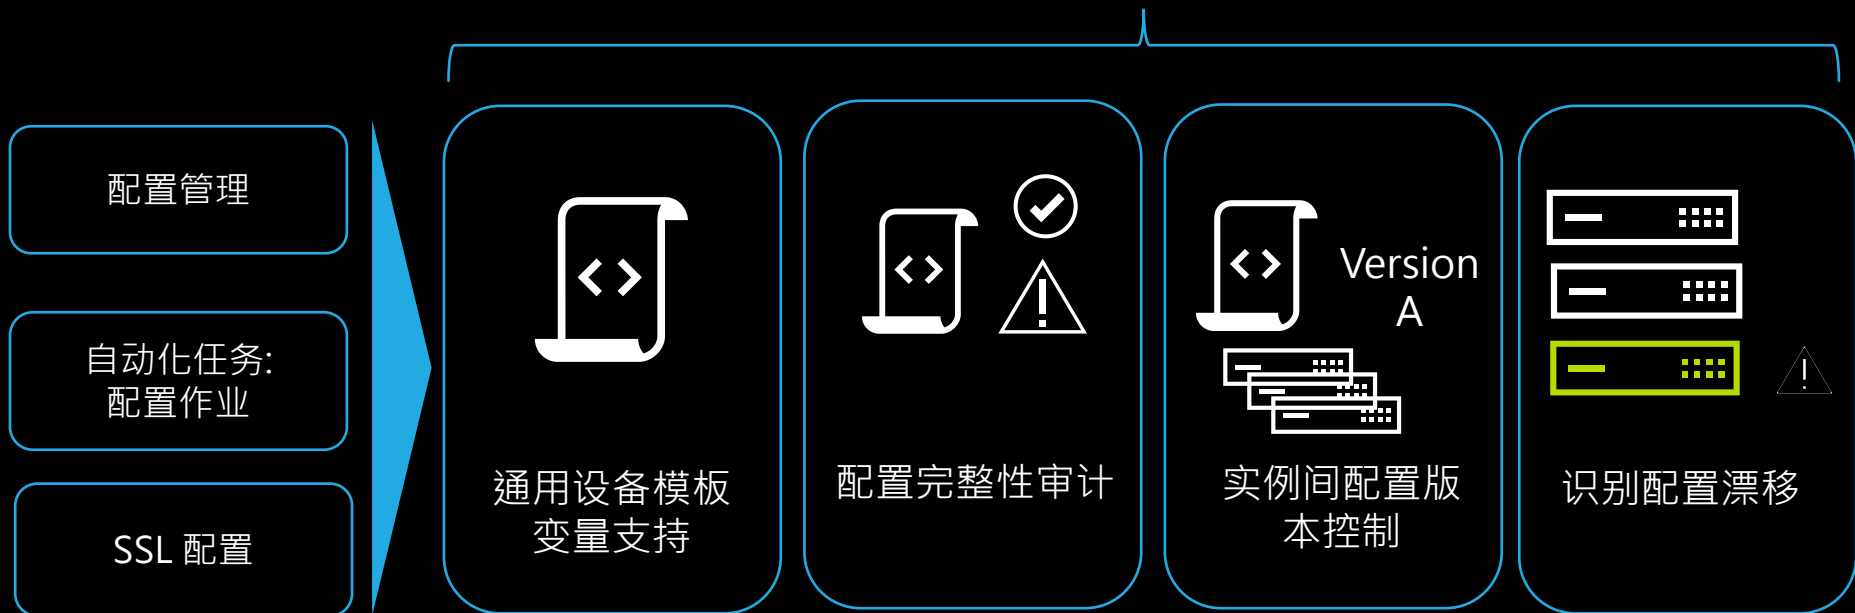 配置管理
自动化任务:
配置作业
SSL 配置
通用设备模板
变量支持
配置完整性审计
Version
A
实例间配置版
本控制
识别配置漂移